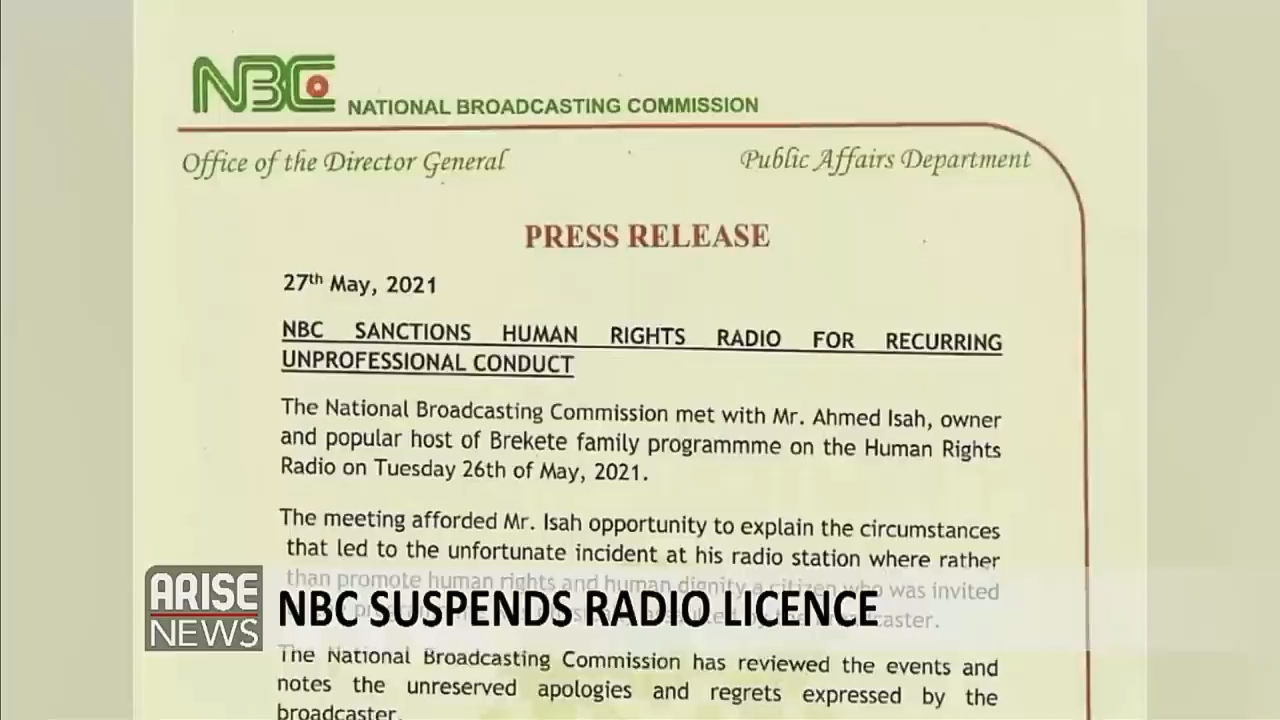 NBC NATIONAL BROADCASTING COMMISSION
Office of the Director General Public Affairs Department
PRESS RELEASE
27th May, 2021
NBC SANCTIONS HUMAN RIGHTS RADIO FOR RECURRING
UNPROFESSIONAL CONDUCT
The National Broadcasting Commission met with Mr. Ahmed Isah, owner
and popular host of Brekete family programmme on the Human Rights
Radio on Tuesday 26th of May, 2021.
The meeting afforded Mr. Isah opportunity to explain the circumstances
that led to the unfortunate incident at his radio station where rather
than promote human rights and human dignity a citizen who was invited
ARISE
NEWS
NBC SUSPENDS RADIO LICENCE
The National Broadcasting Commission has reviewed the events and
notes the unreserved apologies and regrets expressed by the
broadcaster.